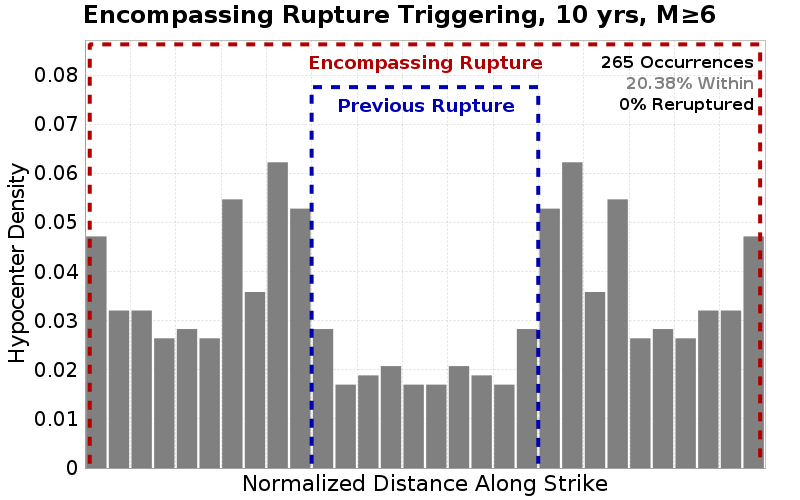 Encompassing Rupture Triggering, 10 yrs, M≥6
Encompassing Rupture
265 Occurrences
20.38% Within
Previous Rupture
0% Reruptured
Hypocenter Density
0.08
0.07
0.06
0.05
0.04
0.03
0.02
0.01
0
Normalized Distance Along Strike